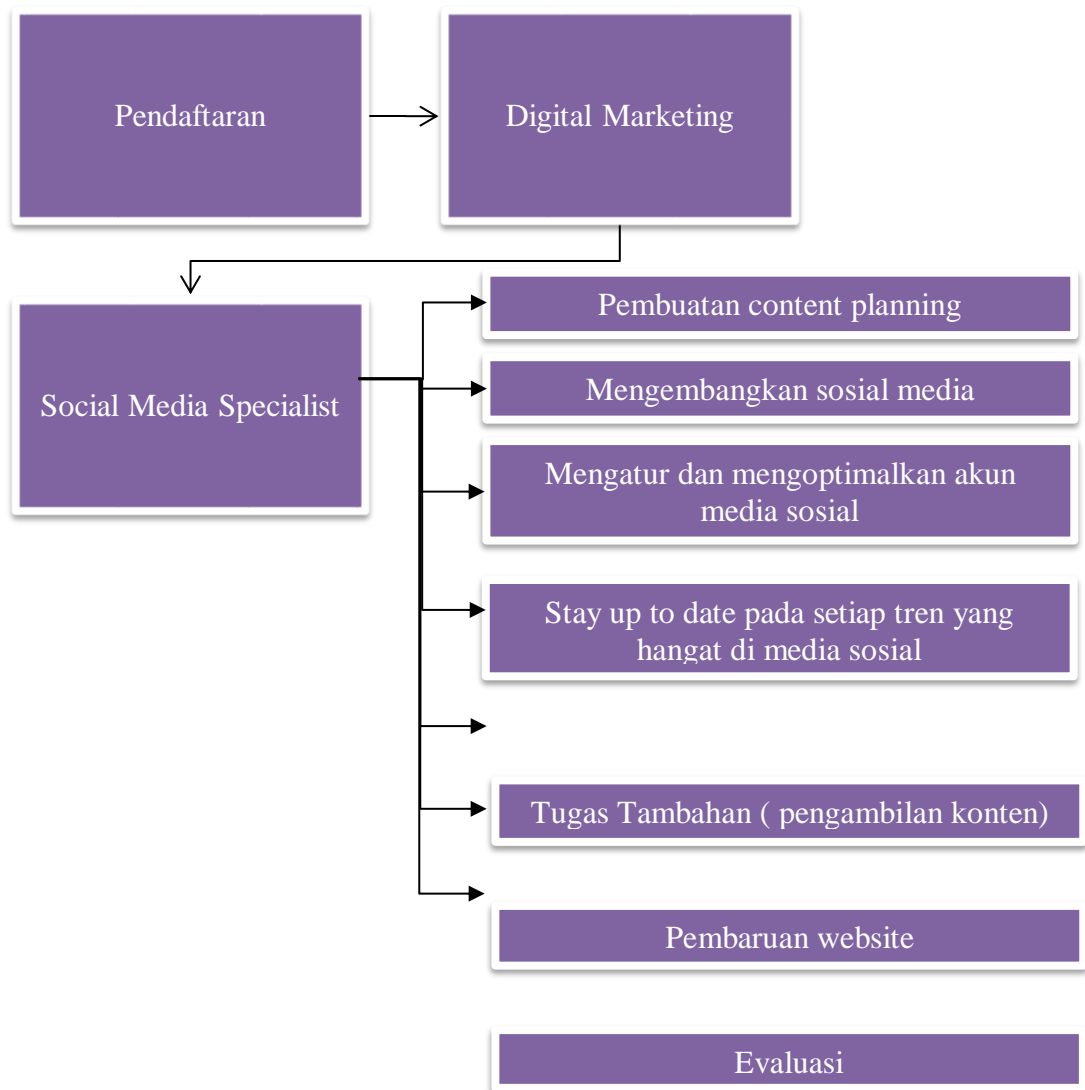 Pendaftaran
Digital Marketing
Social Media Specialist
Pembuatan content planning
Mengembangkan sosial media
Mengatur dan mengoptimalkan akun
media sosial
Stay up to date pada setiap tren yang
hangat di media sosial
Tugas Tambahan ( pengambilan konten)
Pembaruan website
Evaluasi